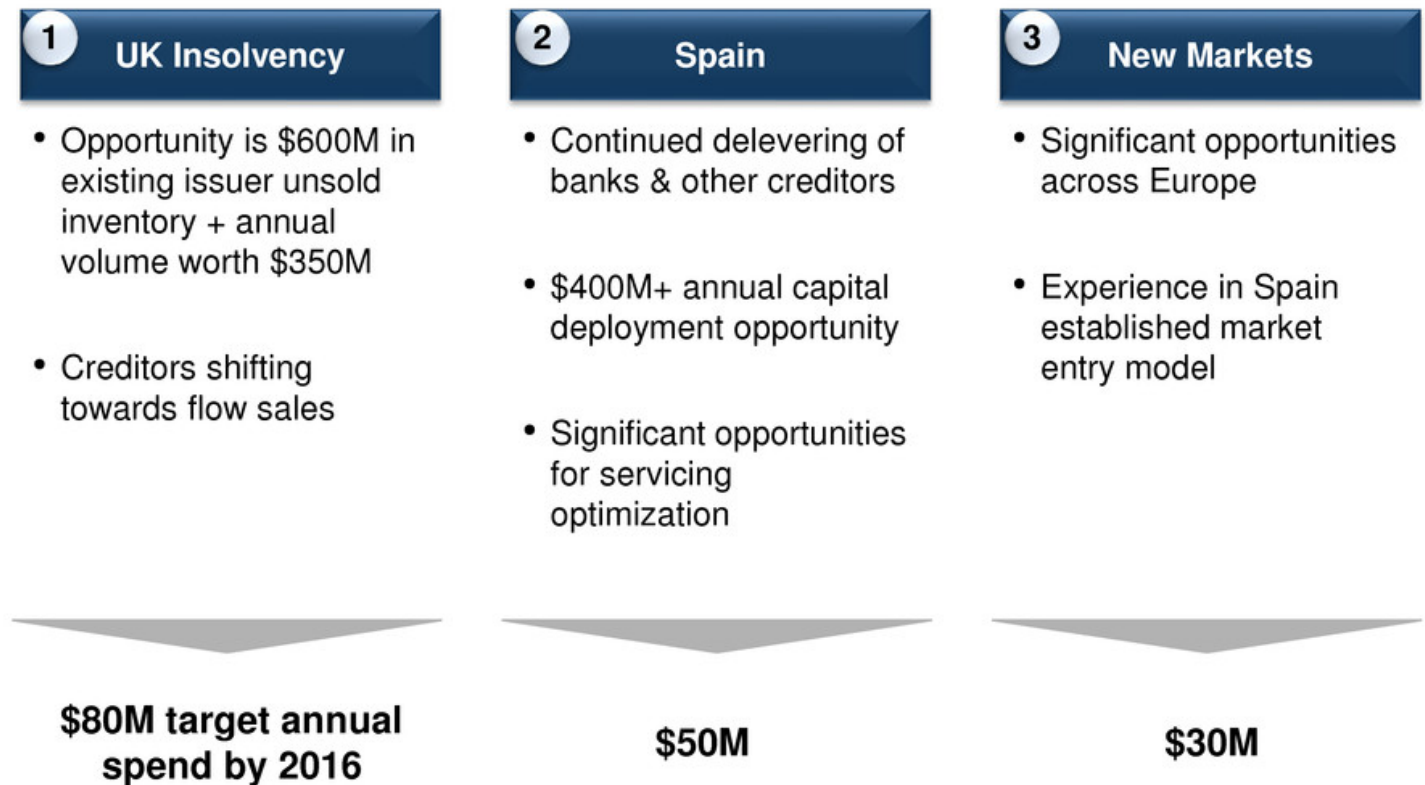 1
UK Insolvency
• Opportunity is $600M in
existing issuer unsold
inventory + annual
volume worth $350M
• Creditors shifting
towards flow sales
$80M target annual
spend by 2016
2
Spain
• Continued delevering of
banks & other creditors
• $400M+ annual capital
deployment opportunity
• Significant opportunities
for servicing
optimization
$50M
3
New Markets
• Significant opportunities
across Europe
• Experience in Spain
established market
entry model
$30M